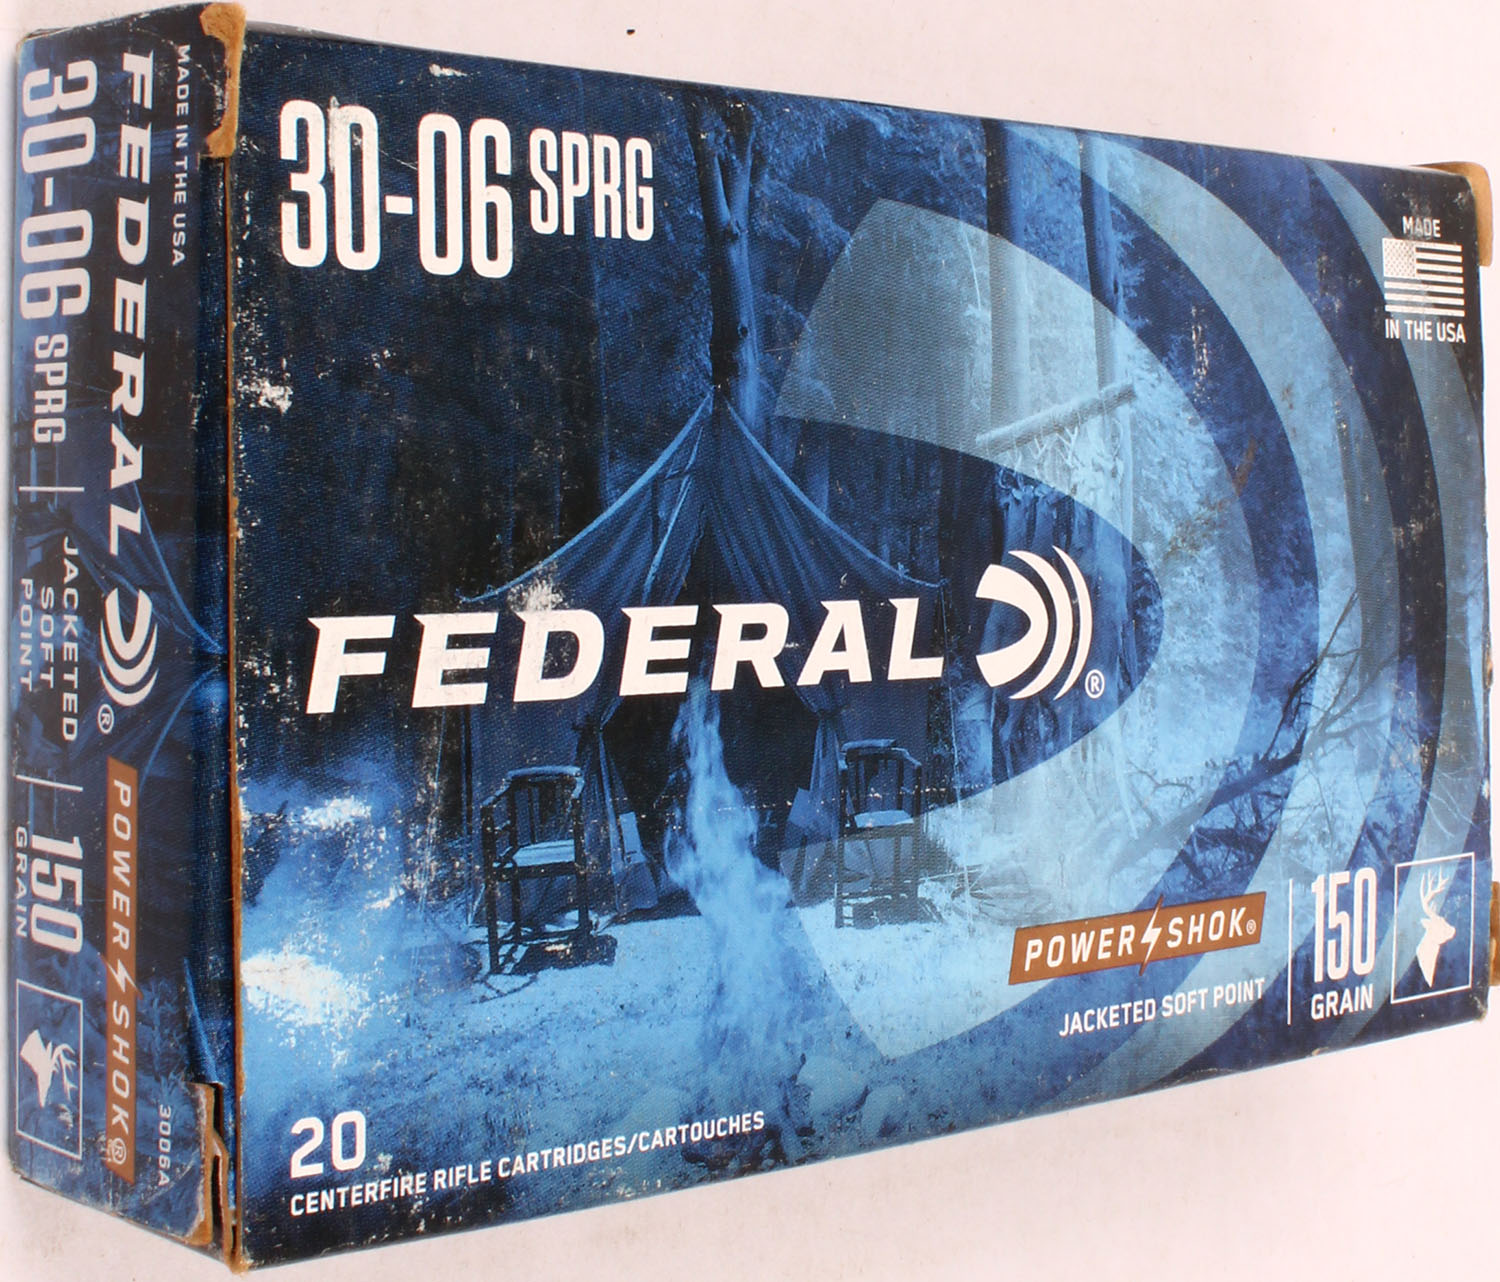 30-06 SPRG
MADE
IN THE USA
FEDERAL®
POWER SHOK®
JACKETED SOFT POINT
150
GRAIN
20
CENTERFIRE RIFLE CARTRIDGES/CARTOUCHES
MADE IN THE USA
FEDERAL®
POWER SHOK®
30-06 SPRG
JACKETED
SOFT
POINT
150
GRAIN
3006A